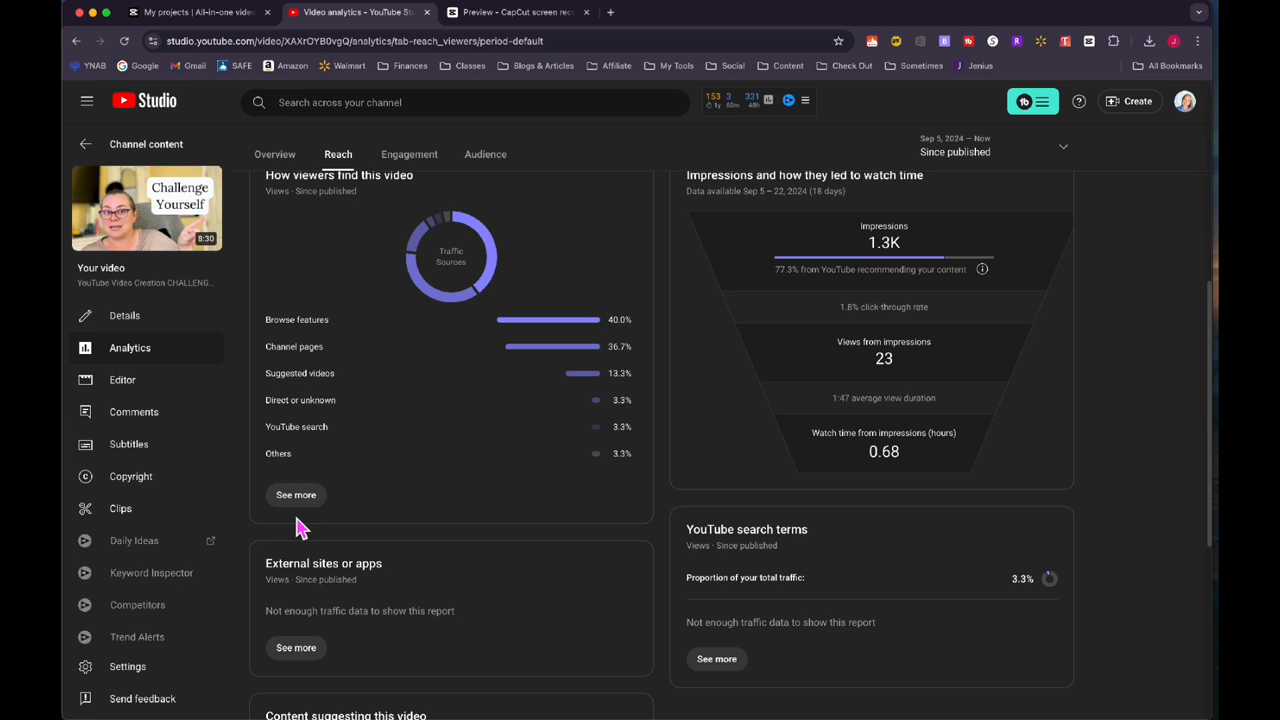 My projects | All-in-one video
Video analytics - YouTube Stu
Preview - CapCut screen rec
studio.youtube.com/video/XAXrOYB0vgQ/analytics/tab-reach_viewers/period-default
YNAB
Google
Gmail
SAFE
Amazon
Walmart
Finances
Classes
Blogs & Articles
Affiliate
My Tools
Social
Content
Check Out
Sometimes
Jenius
All Bookmarks
Studio
Search across your channel
153 3 331
1y 60m 48h
Create
Channel content
Overview
Reach
Engagement
Audience
Sep 5, 2024 – Now
Since published
Challenge
Yourself
5:30
Your video
YouTube Video Creation CHALLENG...
Details
Analytics
Editor
Comments
Subtitles
Copyright
Clips
Daily Ideas
Keyword Inspector
Competitors
Trend Alerts
Settings
Send feedback
How viewers find this video
Views · Since published
Traffic
Sources
Browse features 40.0%
Channel pages 36.7%
Suggested videos 13.3%
Direct or unknown 3.3%
YouTube search 3.3%
Others 3.3%
See more
External sites or apps
Views · Since published
Not enough traffic data to show this report
See more
Content suggesting this video
Impressions and how they led to watch time
Data available Sep 5 – 22, 2024 (18 days)
Impressions
1.3K
77.3% from YouTube recommending your content
1.8% click-through rate
Views from impressions
23
1:47 average view duration
Watch time from impressions (hours)
0.68
YouTube search terms
Views · Since published
Proportion of your total traffic: 3.3%
Not enough traffic data to show this report
See more